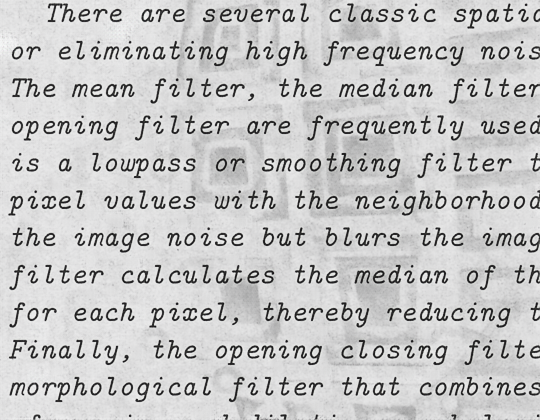 There are several classic spatia
or eliminating high frequency nois
The mean filter, the median filter
opening filter are frequently used
is a lowpass or smoothing filter t
pixel values with the neighborhood
the image noise but blurs the imag
filter calculates the median of th
for each pixel, thereby reducing t
Finally, the opening closing filte
morphological filter that combines